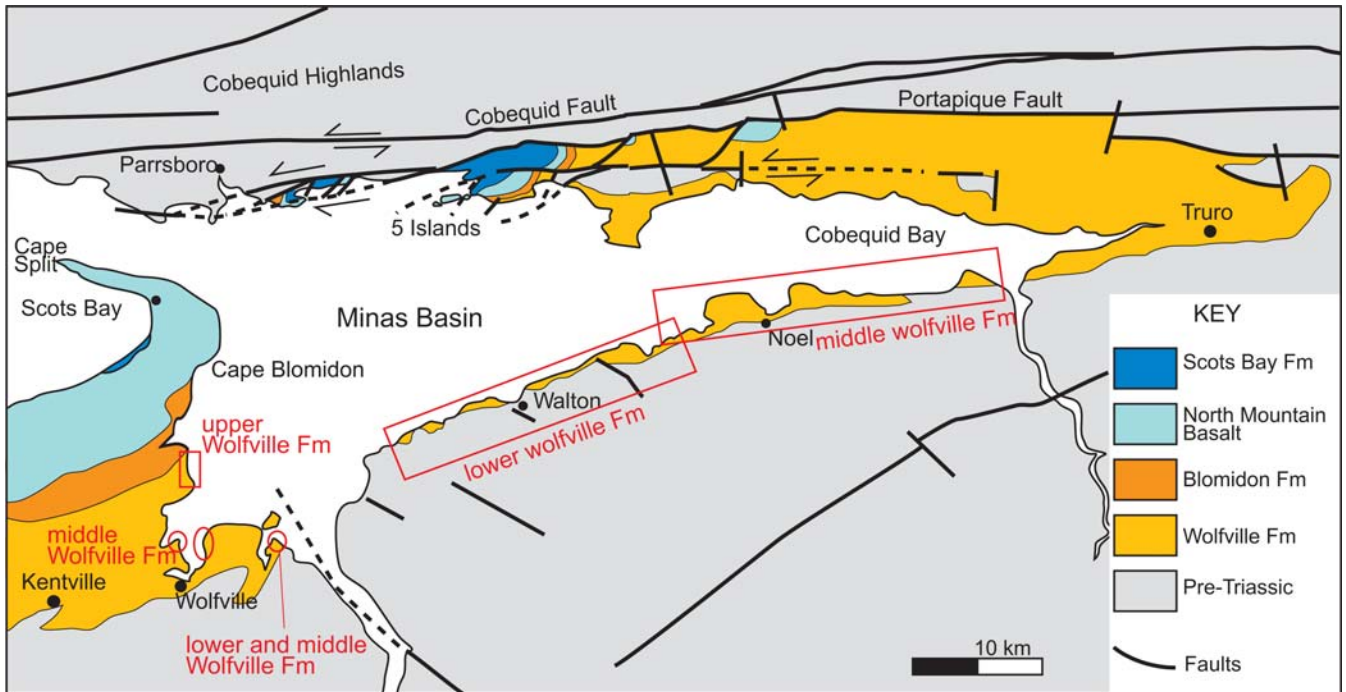 Cobequid Highlands
Cobequid Fault
Portapique Fault
Parrsboro
5 Islands
Cobequid Bay
Truro
Cape
Split
Scots Bay
Minas Basin
Cape Blomidon
Noel
middle wolfville Fm
Walton
lower wolfville Fm
upper
Wolfville Fm
middle
Wolfville Fm
Kentville
Wolfville
lower and middle
Wolfville Fm
10 km
KEY
Scots Bay Fm
North Mountain
Basalt
Blomidon Fm
Wolfville Fm
Pre-Triassic
Faults